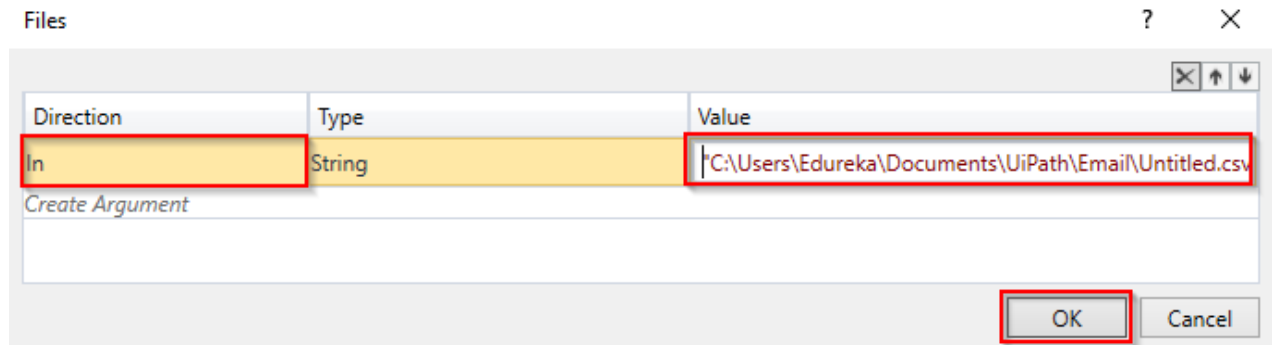 Files ?
Direction Type Value
In String "C:\Users\Edureka\Documents\UiPath\Email\Untitled.csv
Create Argument
OK Cancel